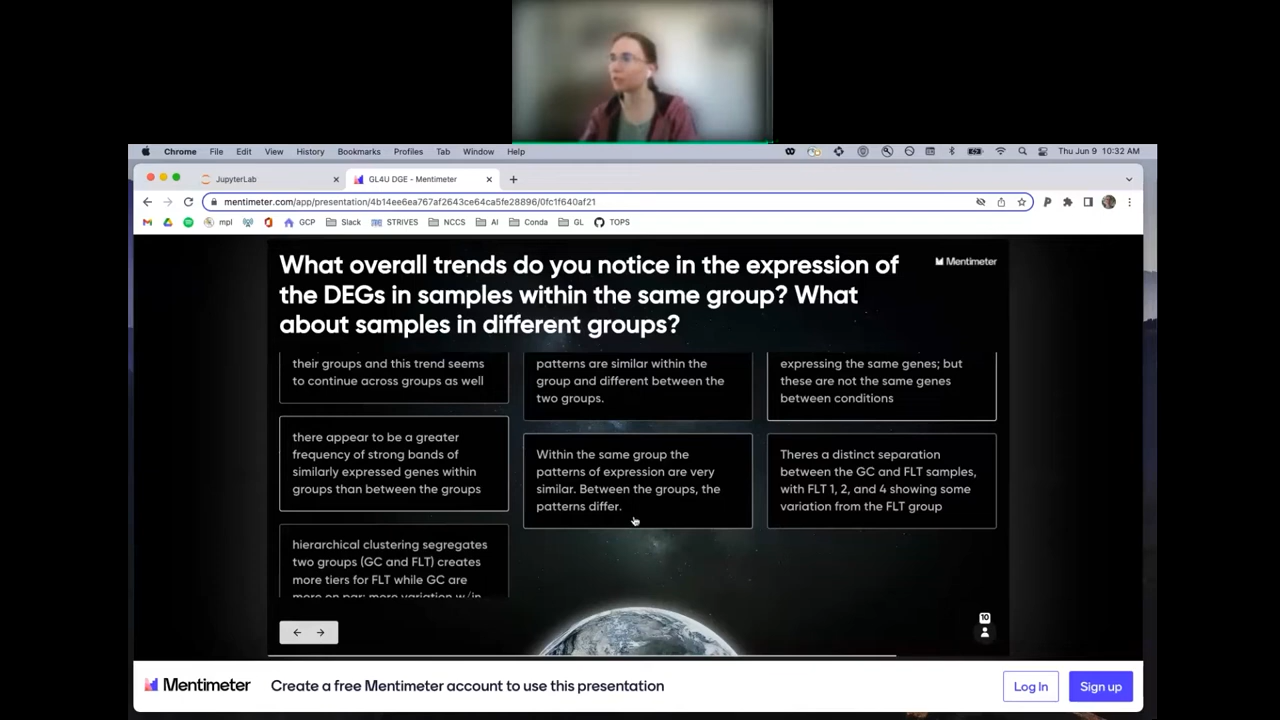 Chrome File Edit View History Bookmarks Profiles Tab Window Help
Thu Jun 9 10:32 AM
JupyterLab
GL4U DGE - Mentimeter
mentimeter.com/app/presentation/4b14ee6ea767af2643ce64ca5fe28896/0fc1f640af21
mpl GCP Slack STRIVES NCCS AI Conda GL TOPS
What overall trends do you notice in the expression of
the DEGs in samples within the same group? What
about samples in different groups?
Mentimeter
their groups and this trend seems
to continue across groups as well
patterns are similar within the
group and different between the
two groups.
expressing the same genes; but
these are not the same genes
between conditions
there appear to be a greater
frequency of strong bands of
similarly expressed genes within
groups than between the groups
Within the same group the
patterns of expression are very
similar. Between the groups, the
patterns differ.
Theres a distinct separation
between the GC and FLT samples,
with FLT 1, 2, and 4 showing some
variation from the FLT group
hierarchical clustering segregates
two groups (GC and FLT) creates
more tiers for FLT while GC are
more on par; more variation w/in
10
Mentimeter
Create a free Mentimeter account to use this presentation
Log In
Sign up